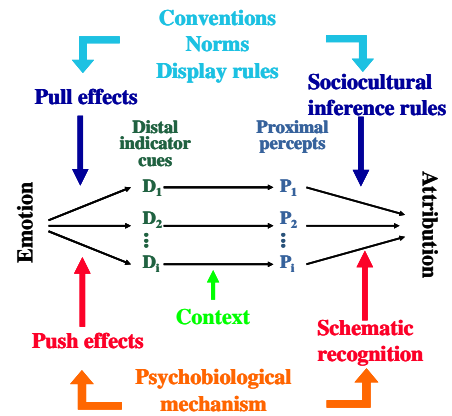 Conventions
Norms
Display rules
Pull effects
Sociocultural
inference rules
Distal
indicator
cues
Proximal
percepts
Emotion
D1
P1
D2
P2
⋮
⋮
Di
Pi
Attribution
Context
Push effects
Schematic
recognition
Psychobiological
mechanism